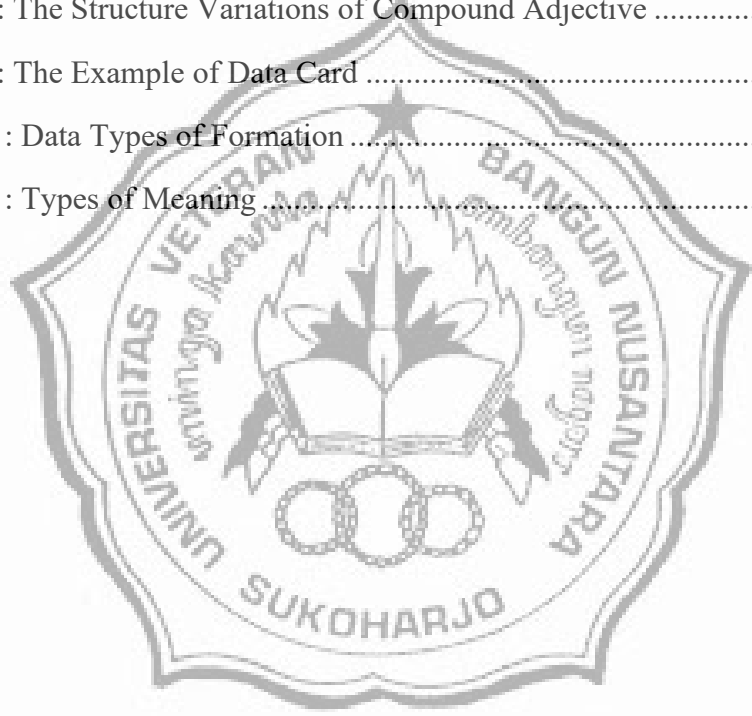 : The Structure Variations of Compound Adjective ............
: The Example of Data Card ................................................
: Data Types of Formation ..................................................
: Types of Meaning ..............................................................
UNIVERSITAS VETERAN BANGUN NUSANTARA
SUKOHARJO